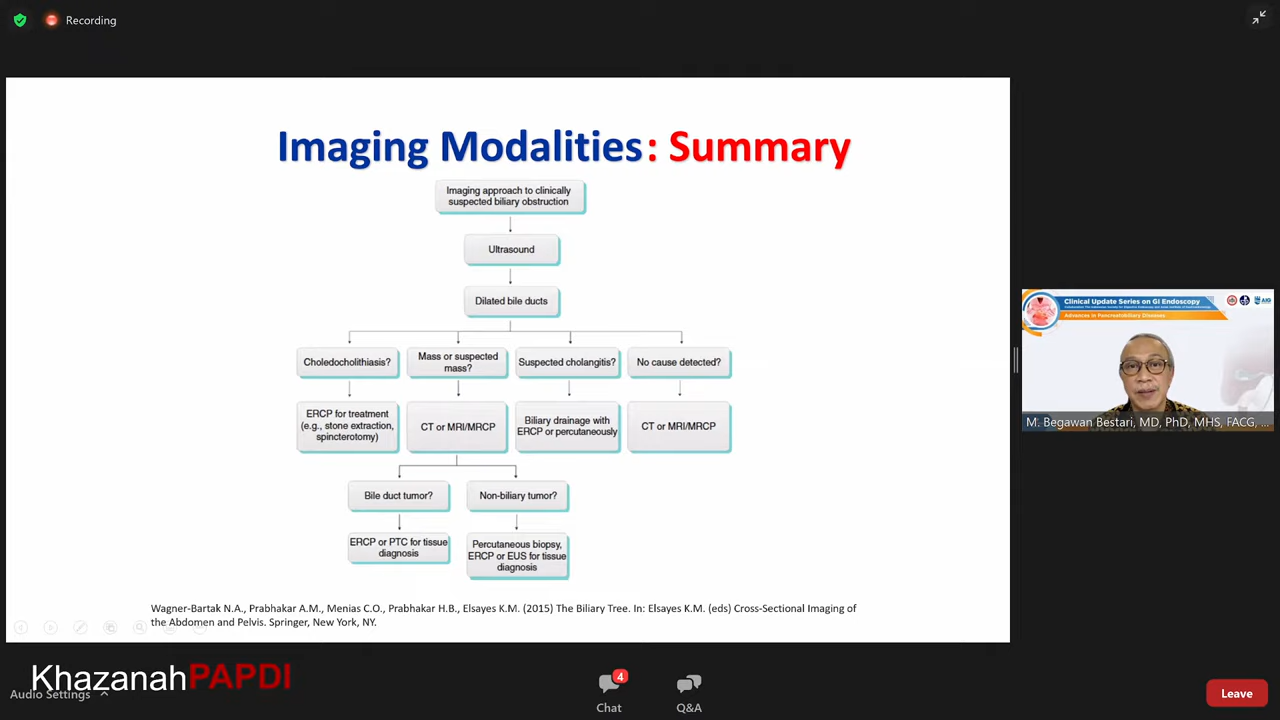 Recording
Imaging Modalities: Summary
Imaging approach to clinically
suspected biliary obstruction
Ultrasound
Dilated bile ducts
Choledocholithiasis?
Mass or suspected
mass?
Suspected cholangitis?
No cause detected?
ERCP for treatment
(e.g., stone extraction,
spincterotomy)
CT or MRI/MRCP
Biliary drainage with
ERCP or percutaneously
CT or MRI/MRCP
Bile duct tumor?
Non-biliary tumor?
ERCP or PTC for tissue
diagnosis
Percutaneous biopsy,
ERCP or EUS for tissue
diagnosis
Wagner-Bartak N.A., Prabhakar A.M., Menias C.O., Prabhakar H.B., Elsayes K.M. (2015) The Biliary Tree. In: Elsayes K.M. (eds) Cross-Sectional Imaging of
the Abdomen and Pelvis. Springer, New York, NY.
Clinical Update Series on GI Endoscopy
Advances in Pancreatobiliary Diseases
AIG
M. Begawan Bestari, MD, PhD, MHS, FACG, ...
KhazanahPAPDI
Audio Settings
4
Chat
Q&A
Leave